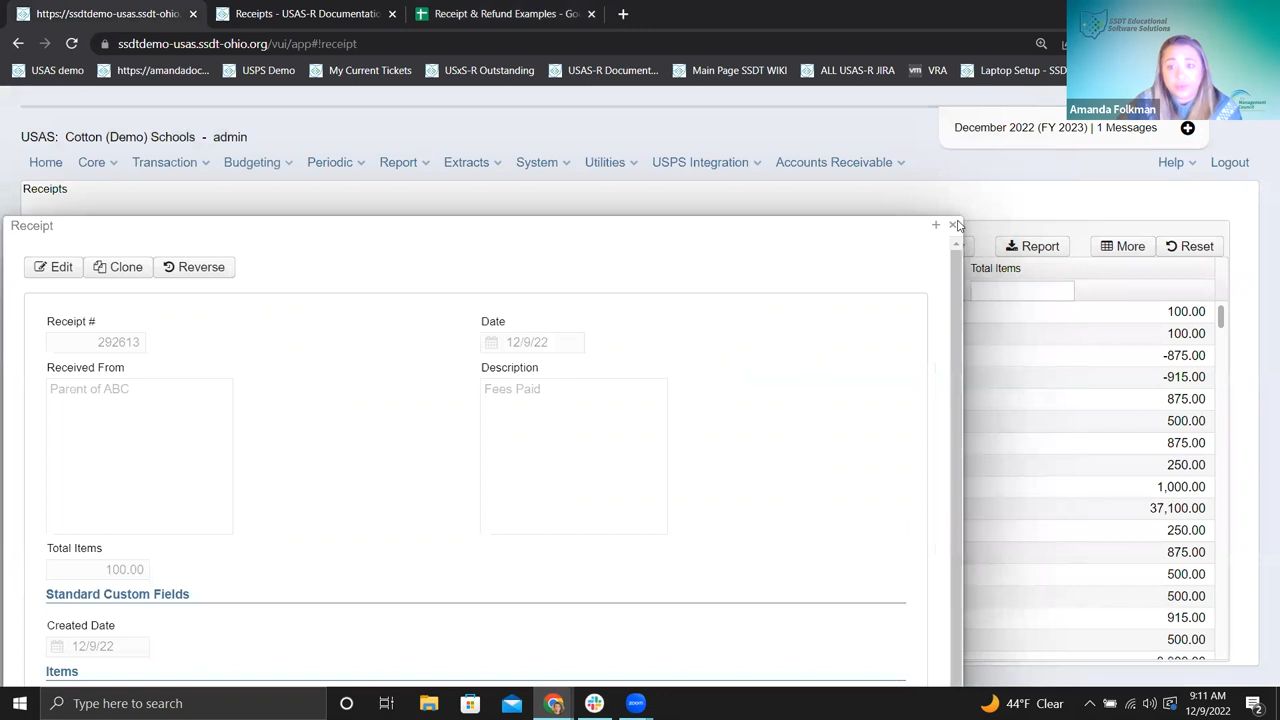 https://ssdtdemo-usas.ssdt-ohio.org/
Receipts - USAS-R Documentatio
Receipt & Refund Examples - Go
ssdtdemo-usas.ssdt-ohio.org/vui/app#!receipt
USAS demo
https://amandadoc...
USPS Demo
My Current Tickets
USxS-R Outstanding
USAS-R Document...
Main Page SSDT WIKI
ALL USAS-R JIRA
vm VRA
Laptop Setup - SSD
SSDT Educational
Software Solutions
Management
Council
Amanda Folkman
USAS: Cotton (Demo) Schools - admin
December 2022 (FY 2023) | 1 Messages
Home Core Transaction Budgeting Periodic Report Extracts System Utilities USPS Integration Accounts Receivable Help Logout
Receipts
Receipt
Edit Clone Reverse
Report More Reset
Total Items
Receipt #
292613
Date
12/9/22
Received From
Parent of ABC
Description
Fees Paid
Total Items
100.00
Standard Custom Fields
Created Date
12/9/22
Items
100.00
100.00
-875.00
-915.00
875.00
500.00
875.00
250.00
1,000.00
37,100.00
250.00
875.00
500.00
500.00
915.00
500.00
Type here to search
44°F Clear
9:11 AM
12/9/2022
2